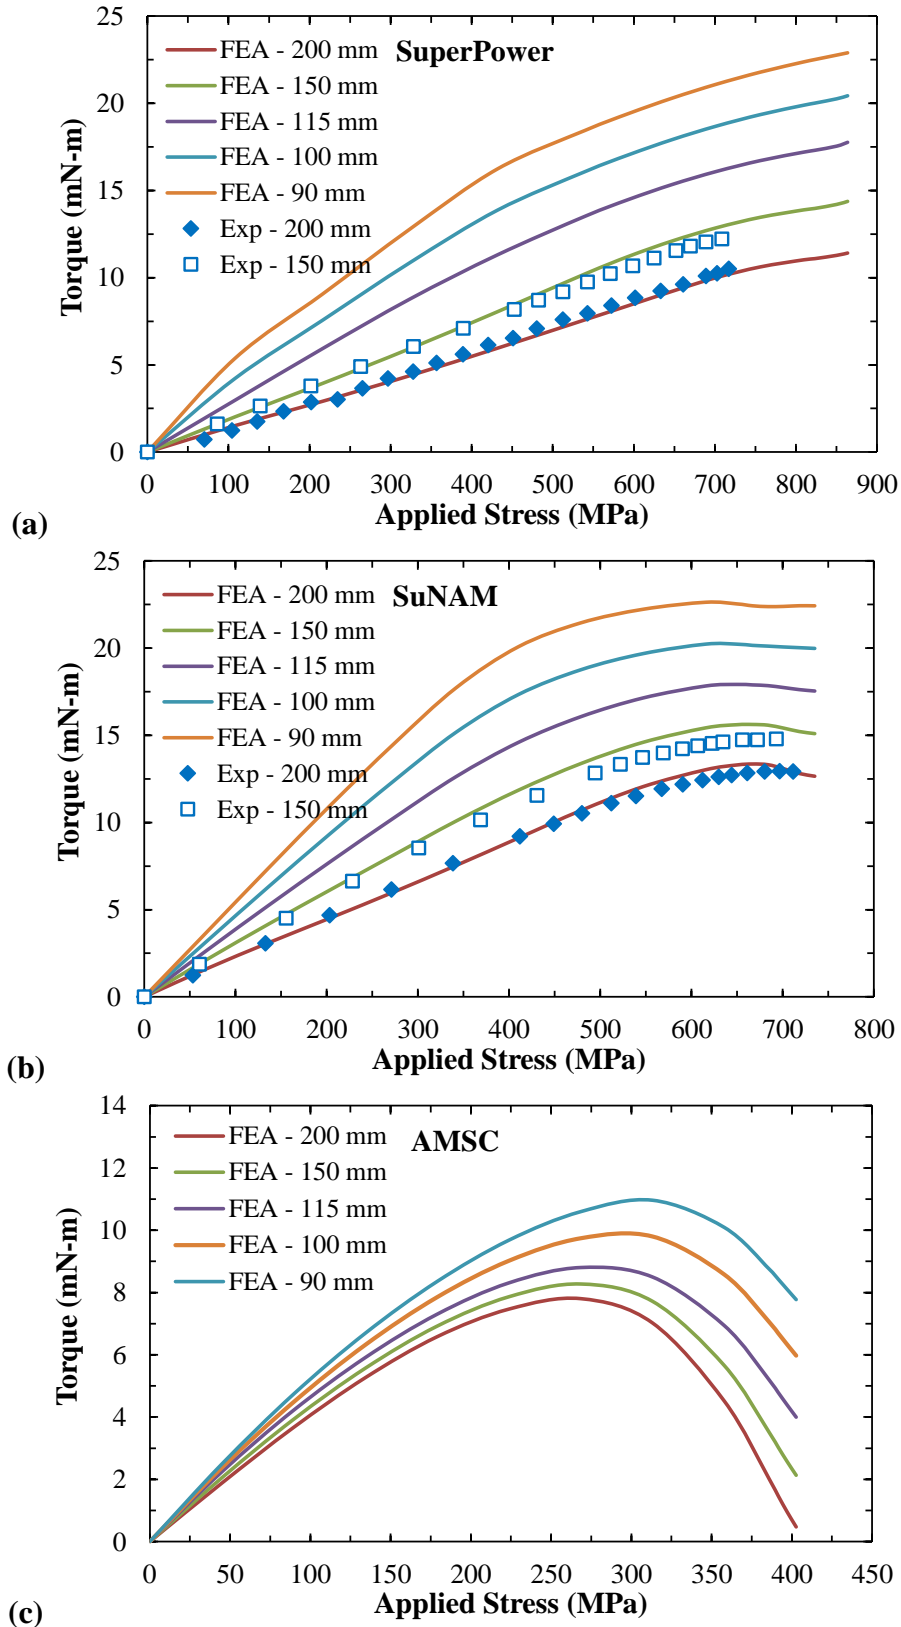 25
20
15
10
5
0
Torque (mN-m)
FEA - 200 mm
SuperPower
FEA - 150 mm
FEA - 115 mm
FEA - 100 mm
FEA - 90 mm
Exp - 200 mm
Exp - 150 mm
0 100 200 300 400 500 600 700 800 900
Applied Stress (MPa)
(a)
25
20
15
10
5
0
Torque (mN-m)
FEA - 200 mm
SuNAM
FEA - 150 mm
FEA - 115 mm
FEA - 100 mm
FEA - 90 mm
Exp - 200 mm
Exp - 150 mm
0 100 200 300 400 500 600 700 800
Applied Stress (MPa)
(b)
14
12
10
8
6
4
2
0
Torque (mN-m)
FEA - 200 mm
AMSC
FEA - 150 mm
FEA - 115 mm
FEA - 100 mm
FEA - 90 mm
0 50 100 150 200 250 300 350 400 450
Applied Stress (MPa)
(c)